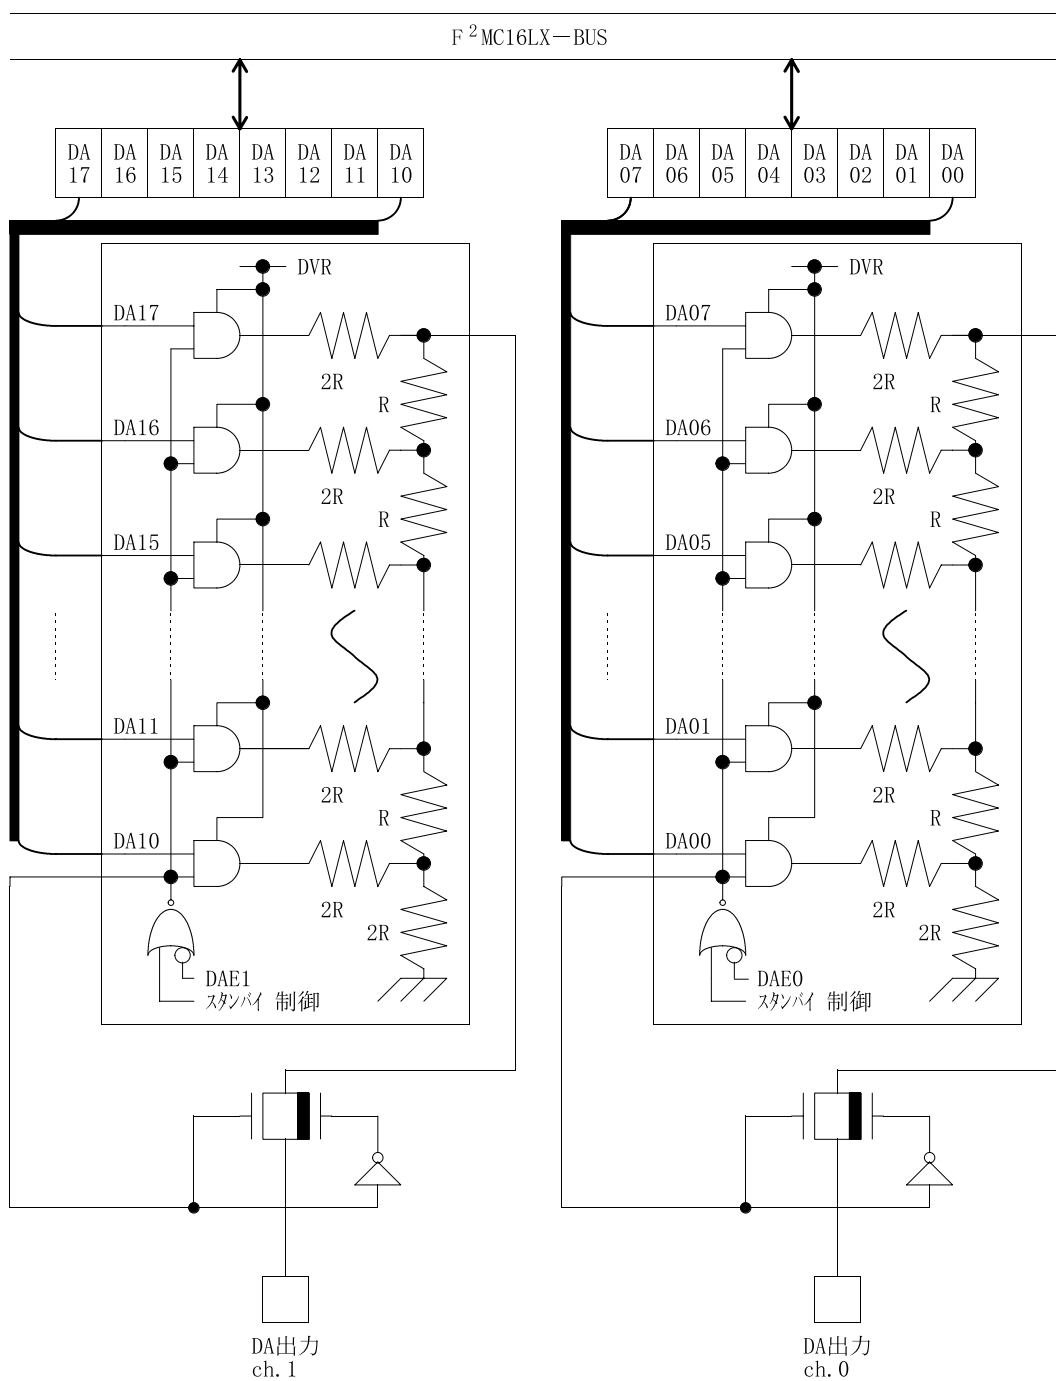 F²MC16LX－BUS
DA 17 DA 16 DA 15 DA 14 DA 13 DA 12 DA 11 DA 10
DA 07 DA 06 DA 05 DA 04 DA 03 DA 02 DA 01 DA 00
DVR
DA17
2R
R
DA16
2R
R
DA15
DA11
2R
R
DA10
2R
2R
DAE1
ｽﾀﾝﾊﾞｲ 制御
DA出力
ch.1
DVR
DA07
2R
R
DA06
2R
R
DA05
DA01
2R
R
DA00
2R
2R
DAE0
ｽﾀﾝﾊﾞｲ 制御
DA出力
ch.0